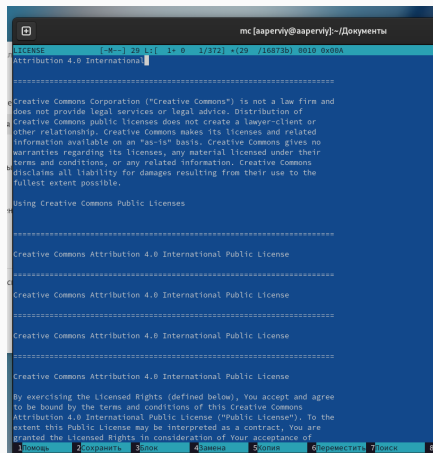 mc [aaperviy@aaperviy]:~/Документы
LICENSE [-M--] 29 L:[ 1+ 0 1/372] *(29 /16873b) 0010 0x00A
Attribution 4.0 International
=======================================================================
Creative Commons Corporation ("Creative Commons") is not a law firm and
does not provide legal services or legal advice. Distribution of
Creative Commons public licenses does not create a lawyer-client or
other relationship. Creative Commons makes its licenses and related
information available on an "as-is" basis. Creative Commons gives no
warranties regarding its licenses, any material licensed under their
terms and conditions, or any related information. Creative Commons
disclaims all liability for damages resulting from their use to the
fullest extent possible.
Using Creative Commons Public Licenses
=======================================================================
Creative Commons Attribution 4.0 International Public License
=======================================================================
Creative Commons Attribution 4.0 International Public License
=======================================================================
Creative Commons Attribution 4.0 International Public License
=======================================================================
Creative Commons Attribution 4.0 International Public License
By exercising the Licensed Rights (defined below), You accept and agree
to be bound by the terms and conditions of this Creative Commons
Attribution 4.0 International Public License ("Public License"). To the
extent this Public License may be interpreted as a contract, You are
granted the Licensed Rights in consideration of Your acceptance of
1Помощь 2Сохранить 3Блок 4Замена 5Копия 6Переместить 7Поиск 8